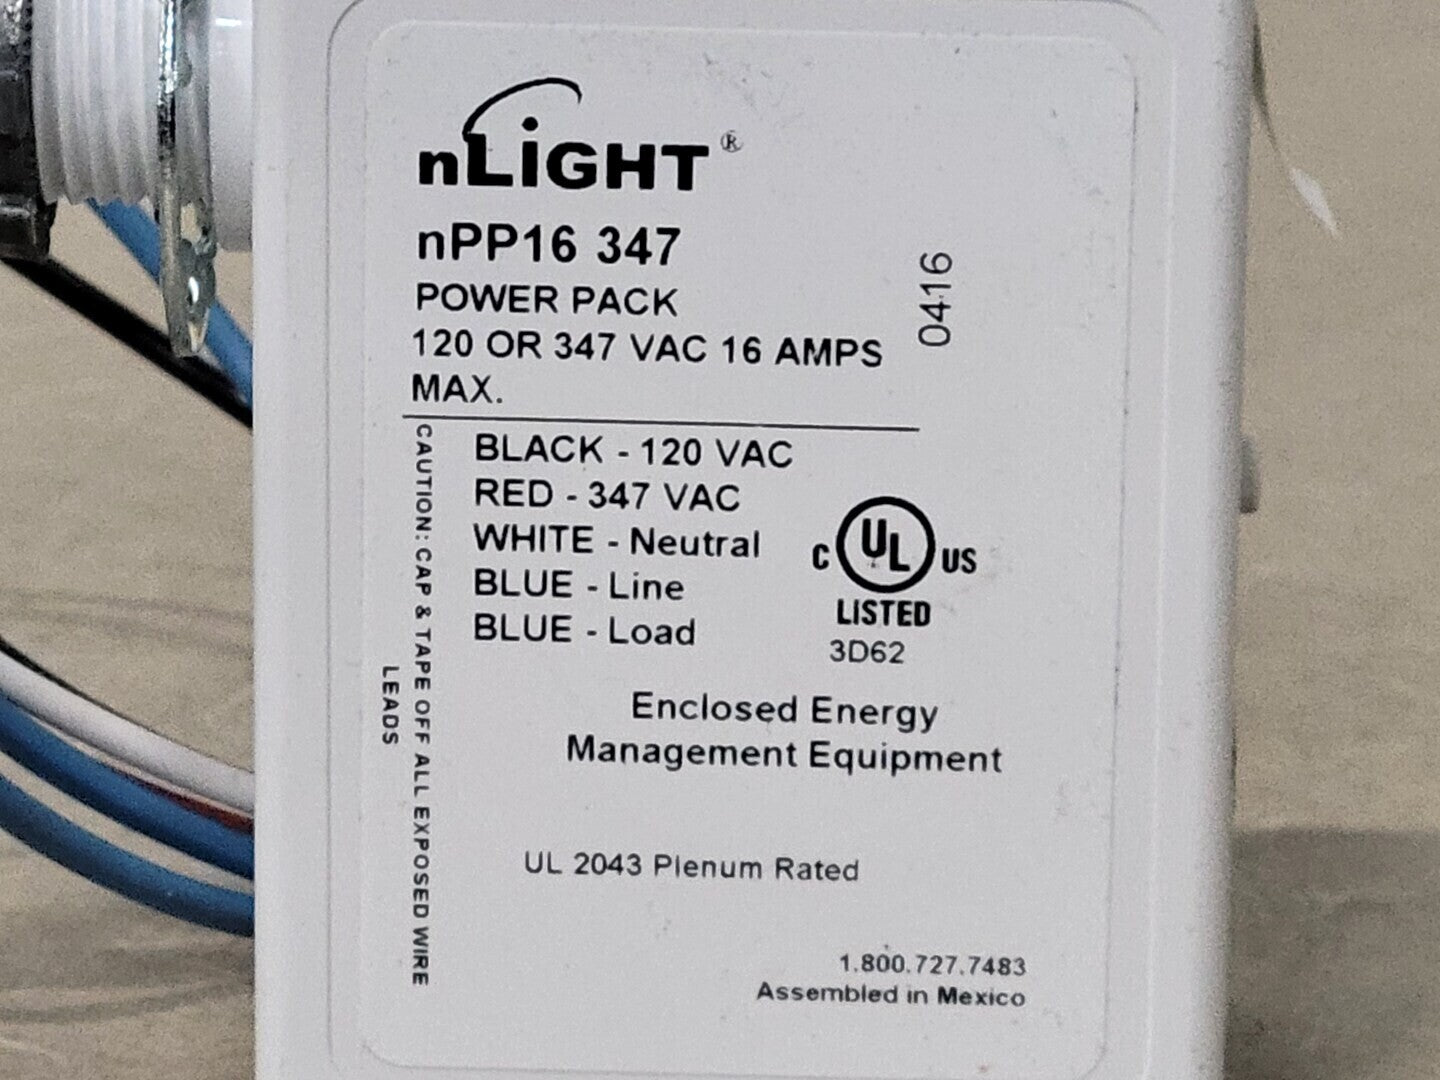 nLiGHT®
nPP16 347
POWER PACK
120 OR 347 VAC 16 AMPS
MAX.
0416
BLACK - 120 VAC
RED - 347 VAC
WHITE - Neutral
BLUE - Line
BLUE - Load
CAUTION: CAP & TAPE OFF ALL EXPOSED WIRE
LEADS
C UL US
LISTED
3D62
Enclosed Energy
Management Equipment
UL 2043 Plenum Rated
1.800.727.7483
Assembled in Mexico